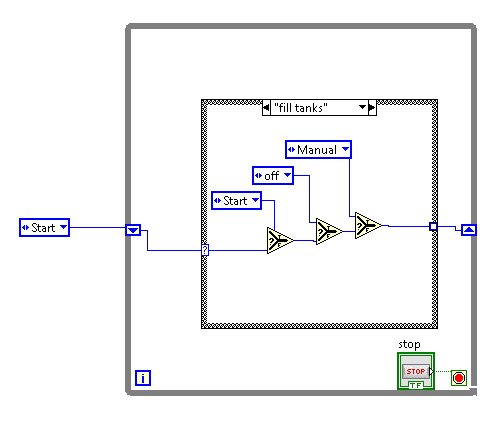 "fill tanks"
Manual
off
Start
Start
?
T
?
F
T
?
F
T
?
F
stop
STOP
TF
i